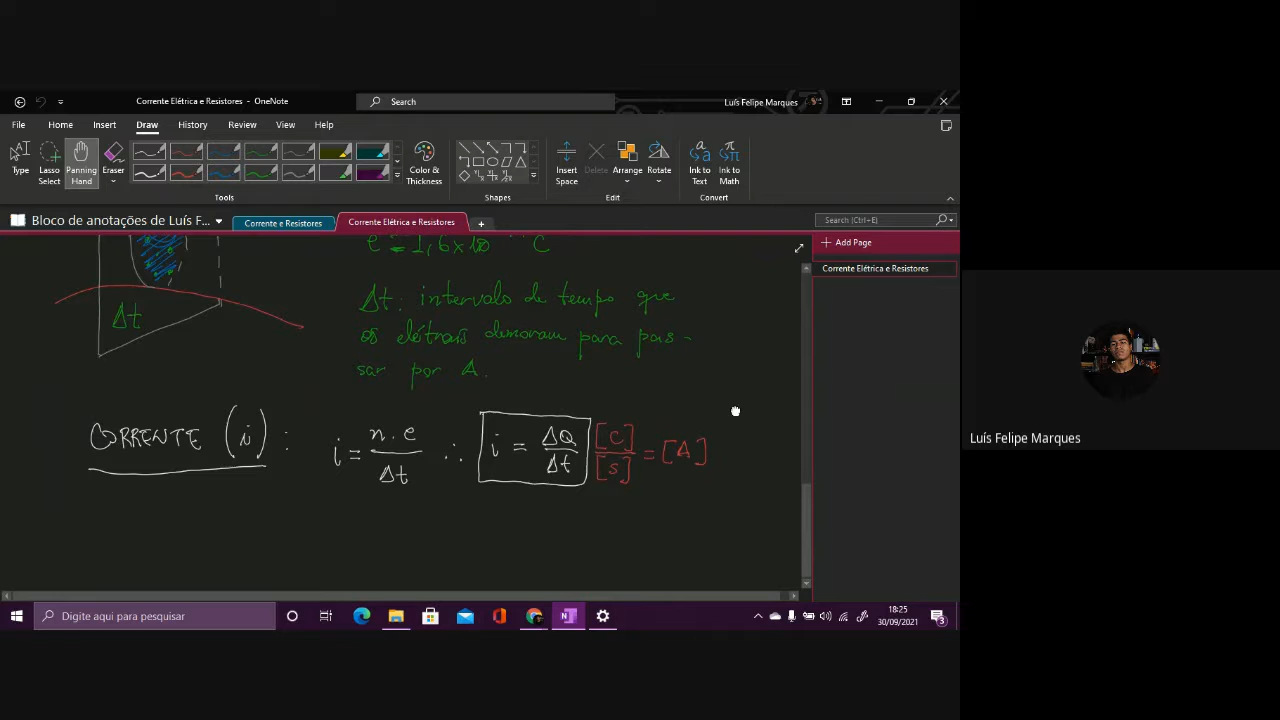 Corrente Elétrica e Resistores - OneNote
Search
Luís Felipe Marques
File Home Insert Draw History Review View Help
Type
Lasso Select
Panning Hand
Eraser
Color & Thickness
Insert Space
Delete
Arrange
Rotate
Ink to Text
Ink to Math
Tools
Shapes
Edit
Convert
Bloco de anotações de Luís F...
Corrente e Resistores
Corrente Elétrica e Resistores
Search (Ctrl+E)
Add Page
Corrente Elétrica e Resistores
e = 1,6x10 C
Δt
Δt: intervalo de tempo que
os elétrais demoram para pas-
sar por A.
CORRENTE (i) : i = n.e / Δt ∴ i = ΔQ / Δt [C] / [s] = [A]
Luís Felipe Marques
Digite aqui para pesquisar
18:25
30/09/2021
3